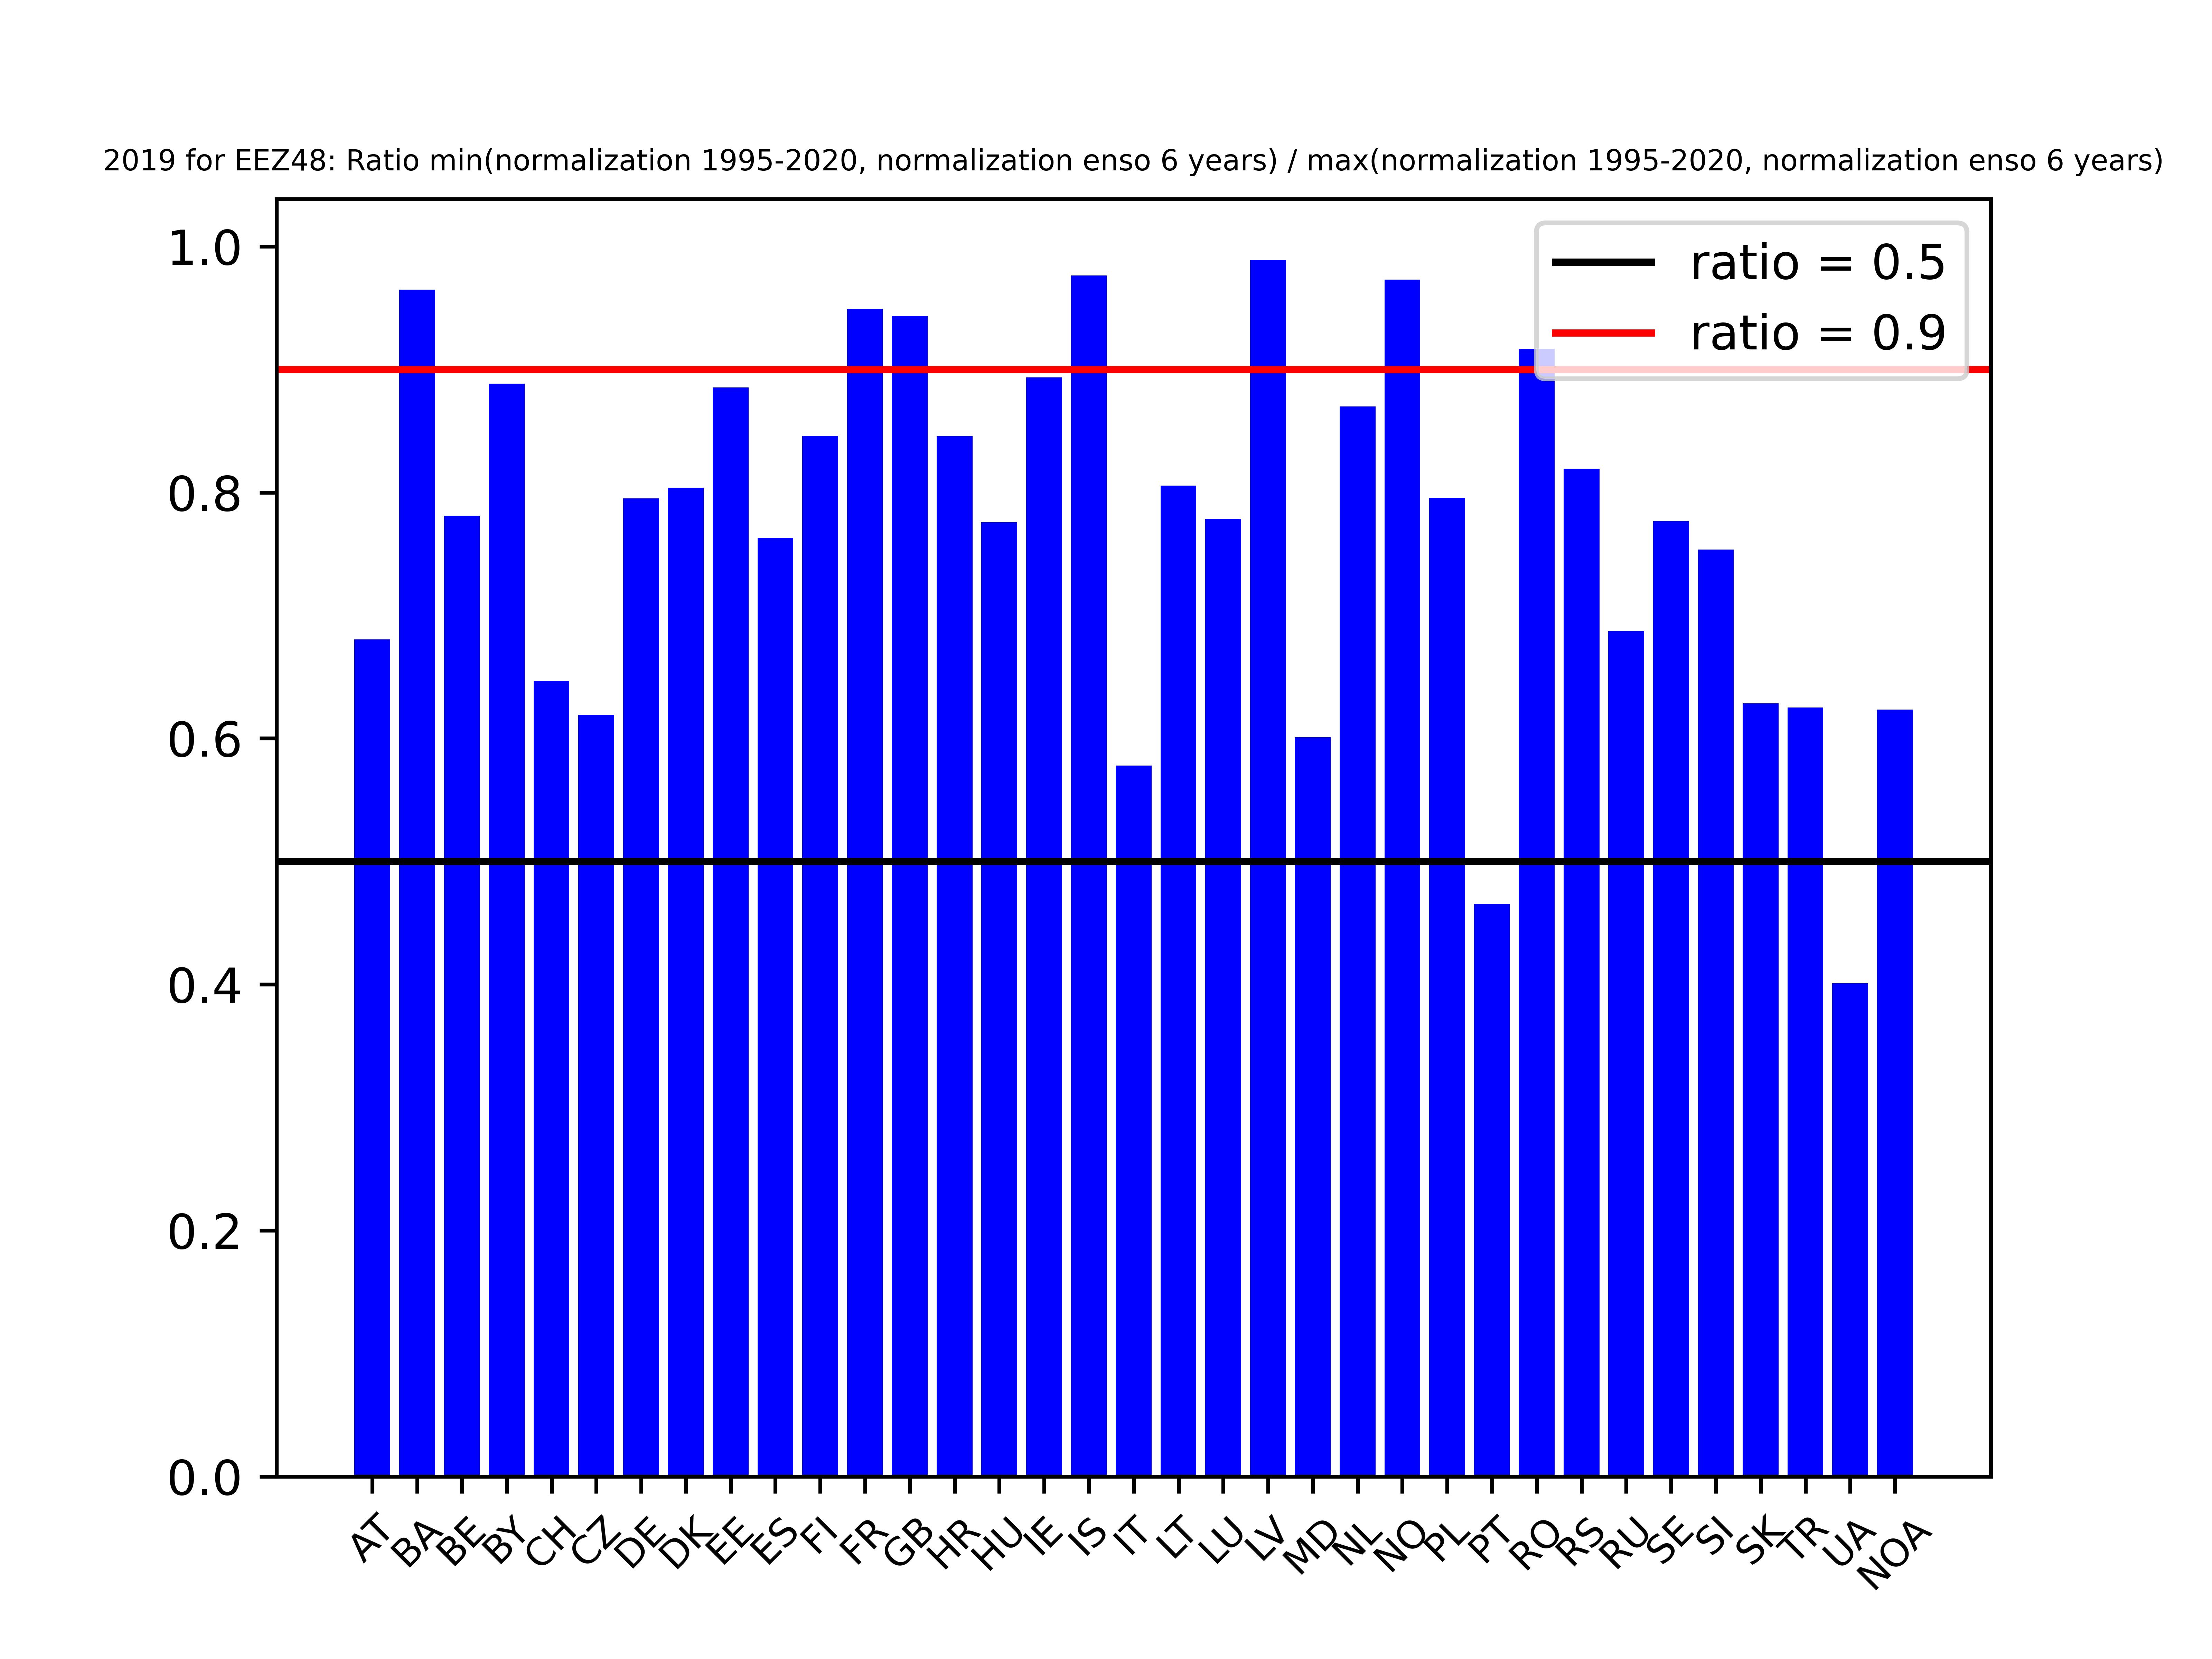 2019 for EEZ48: Ratio min(normalization 1995-2020, normalization enso 6 years) / max(normalization 1995-2020, normalization enso 6 years)
ratio = 0.5
ratio = 0.9
1.0
0.8
0.6
0.4
0.2
0.0
AT BA BE BY CH CZ DE DK EE ES FI FR GB HR HU IE IS IT LT LU LV MD NL NO PL PT RO RS RU SE SI SK TR UA NOA